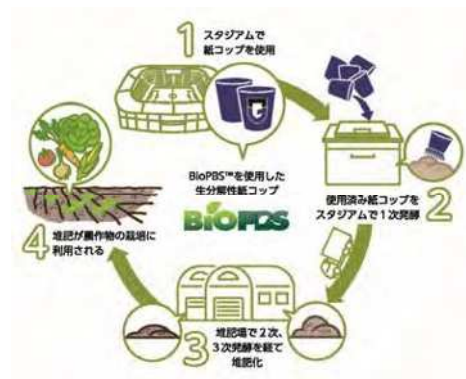 1
スタジアムで
紙コップを使用
BioPBS™を使用した
生分解性紙コップ
BioPBS
使用済み紙コップを
スタジアムで1次発酵
2
4
堆記が農作物の栽培に
利用される
3
堆記場で2次、
3次発酵を経て
堆肥化